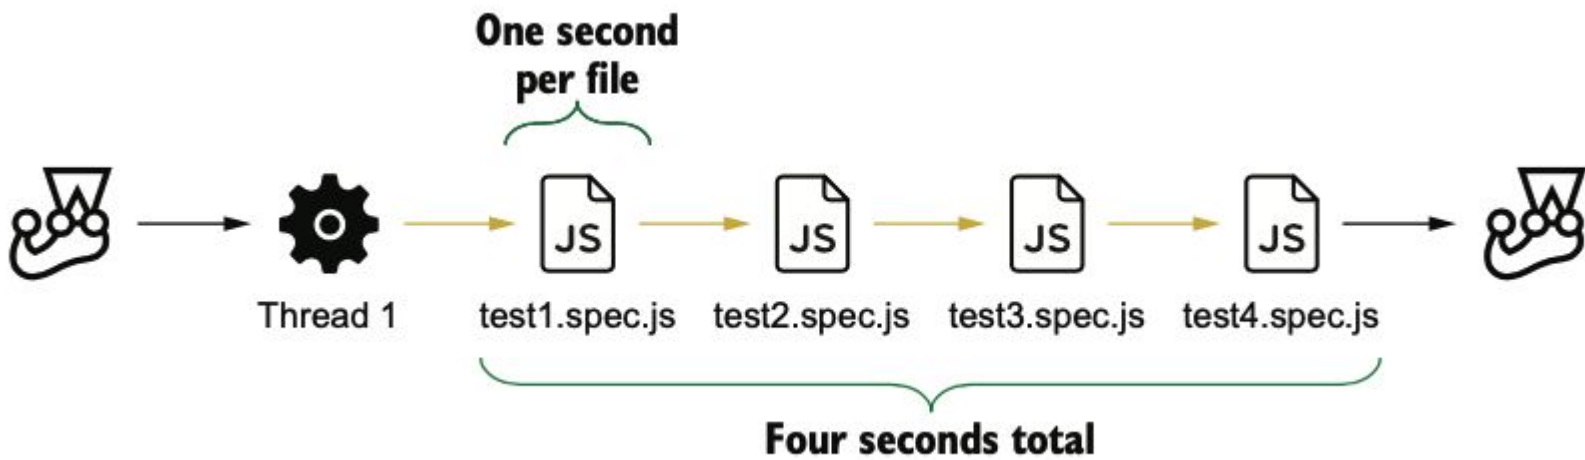 One second
per file
JS
JS
JS
JS
Thread 1
test1.spec.js
test2.spec.js
test3.spec.js
test4.spec.js
Four seconds total